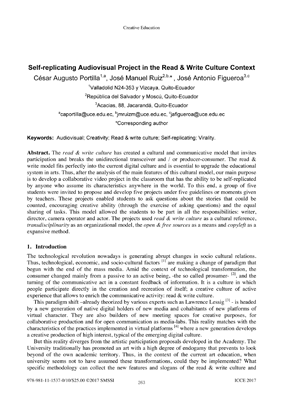 Creative Education
Self-replicating Audiovisual Project in the Read & Write Culture Context
César Augusto Portilla1,a, José Manuel Ruiz2,b,*, José Antonio Figueroa3,c
1Valladolid N24-353 y Vizcaya. Quito-Ecuador
2República del Salvador y Moscú, Quito-Ecuador
3Acacias, 88, Jacarandá, Quito-Ecuador
acaportilla@uce.edu.ec, bjmruizm@uce.edu.ec, cjafigueroa@uce.edu.ec
*Corresponding author
Keywords: Audiovisual; Creativity; Read & write culture; Self-replicating; Virality.
Abstract. The read & write culture has created a cultural and communicative model that invites
participation and breaks the unidirectional transceiver and / or producer-consumer. The read &
write model fits perfectly into the current digital culture and is essential to upgrade the educational
system in arts. Thus, after the analysis of the main features of this cultural model, our main purpose
is to develop a collaborative video project in the classroom that has the ability to be self-replicated
by anyone who assume its characteristics anywhere in the world. To this end, a group of five
students were invited to propose and develop five projects under five guidelines or moments given
by teachers. These projects enabled students to ask questions about the stories that could be
counted, encouraging creative ability (through the exercise of asking questions) and the equal
sharing of tasks. This model allowed the students to be part in all the responsibilities: writer,
director, camera operator and actor. The projects used read & write culture as a cultural reference,
transdisciplinarity as an organizational model, the open & free sources as a means and copyleft as a
expansive method.
1. Introduction
The technological revolution nowadays is generating abrupt changes in socio cultural relations.
Thus, technological, economic, and socio-cultural factors [1] are making a change of paradigm that
begun with the end of the mass media. Amid the context of technological transformation, the
consumer changed mainly from a passive to an active being, -the so called prosumer- [2], and the
turning of the communicative act in a constant feedback of information. It is a culture in which
people participate directly in the creation and recreation of itself; a creative culture of active
experience that allows to enrich the communicative activity: read & write culture.
This paradigm shift –already theorized by various experts such as Lawrence Lessig [3] - is headed
by a new generation of native digital holders of new media and cohabitants of new platforms of
virtual community. They are also builders of new meeting spaces for creative purposes, for
collaborative production and for open communication as media-labs. This reality matches with the
characteristics of the practices implemented in virtual platforms [4] where a new generation develops
a creative production of high interest, typical of the emerging digital culture.
But this reality diverges from the artistic participation proposals developed in the Academy. The
University traditionally has promoted an art with a high degree of endogamy that prevents to look
beyond of the own academic territory. Thus, in the context of the current art education, when
university seems not to have assumed these transformations, could they be implemented? What
specific methodology can collect the new features and slogans of the read & write culture and
978-981-11-1537-0/S25.00 ©2017 SMSSI
203
ICCE 2017